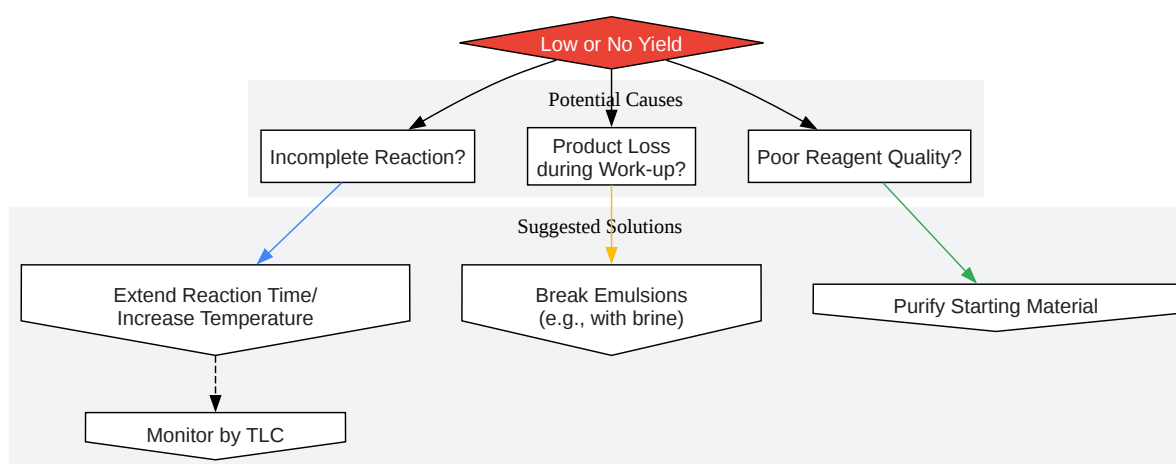 Low or No Yield
Potential Causes
Incomplete Reaction?
Product Loss
during Work-up?
Poor Reagent Quality?
Suggested Solutions
Extend Reaction Time/
Increase Temperature
Break Emulsions
(e.g., with brine)
Purify Starting Material
Monitor by TLC